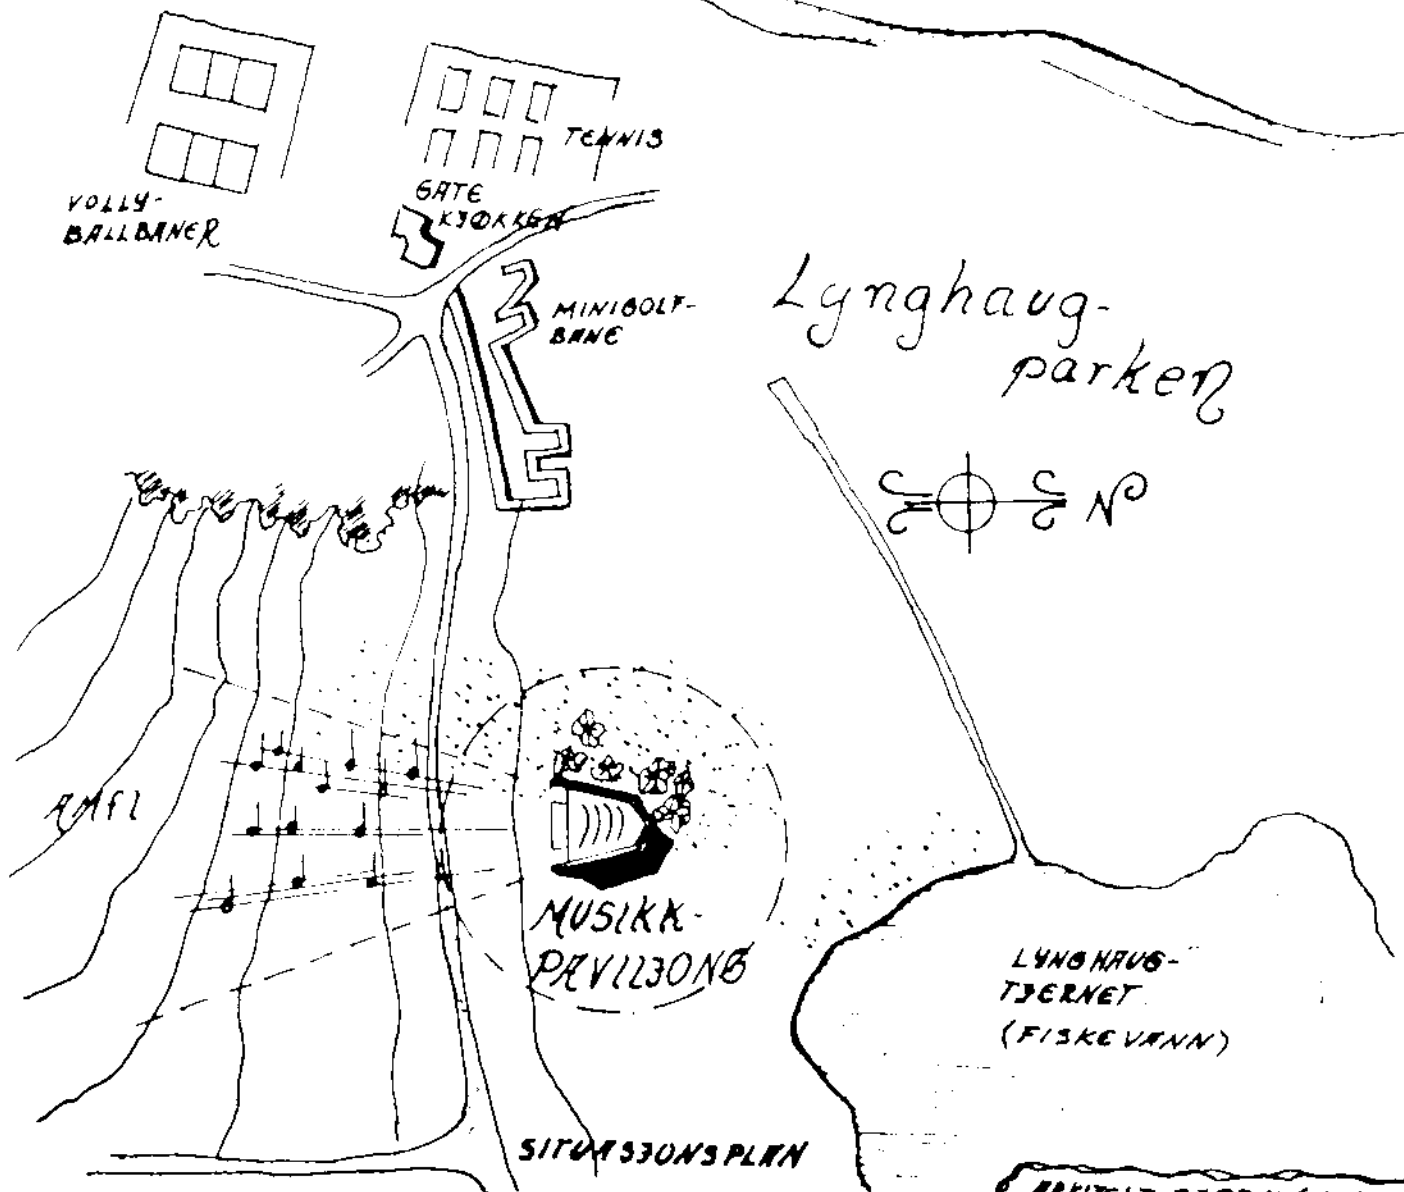 TENNIS
VOLLY-
BALLBANER
GATE
KJØKKEN
MINIGOLF-
BANE
Lynghaug-
parken
N
AMFI
MUSIKK-
PAVILJONG
LYNGHAUG-
TJERNET
(FISKEVANN)
SITUASJONSPLAN